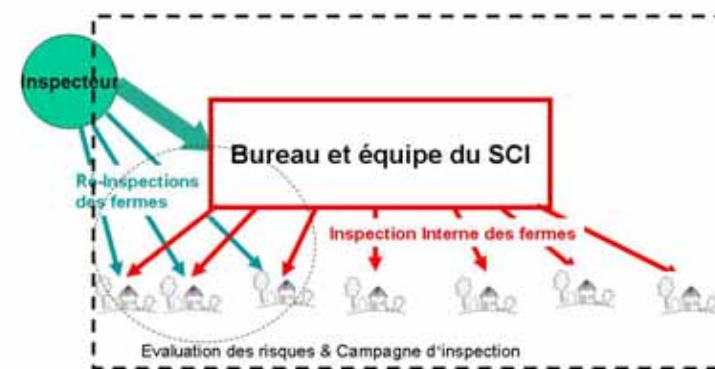 Inspecteur
Bureau et équipe du SCI
Re-Inspections
des fermes
Inspection Interne des fermes
Evaluation des risques & Campagne d'inspection